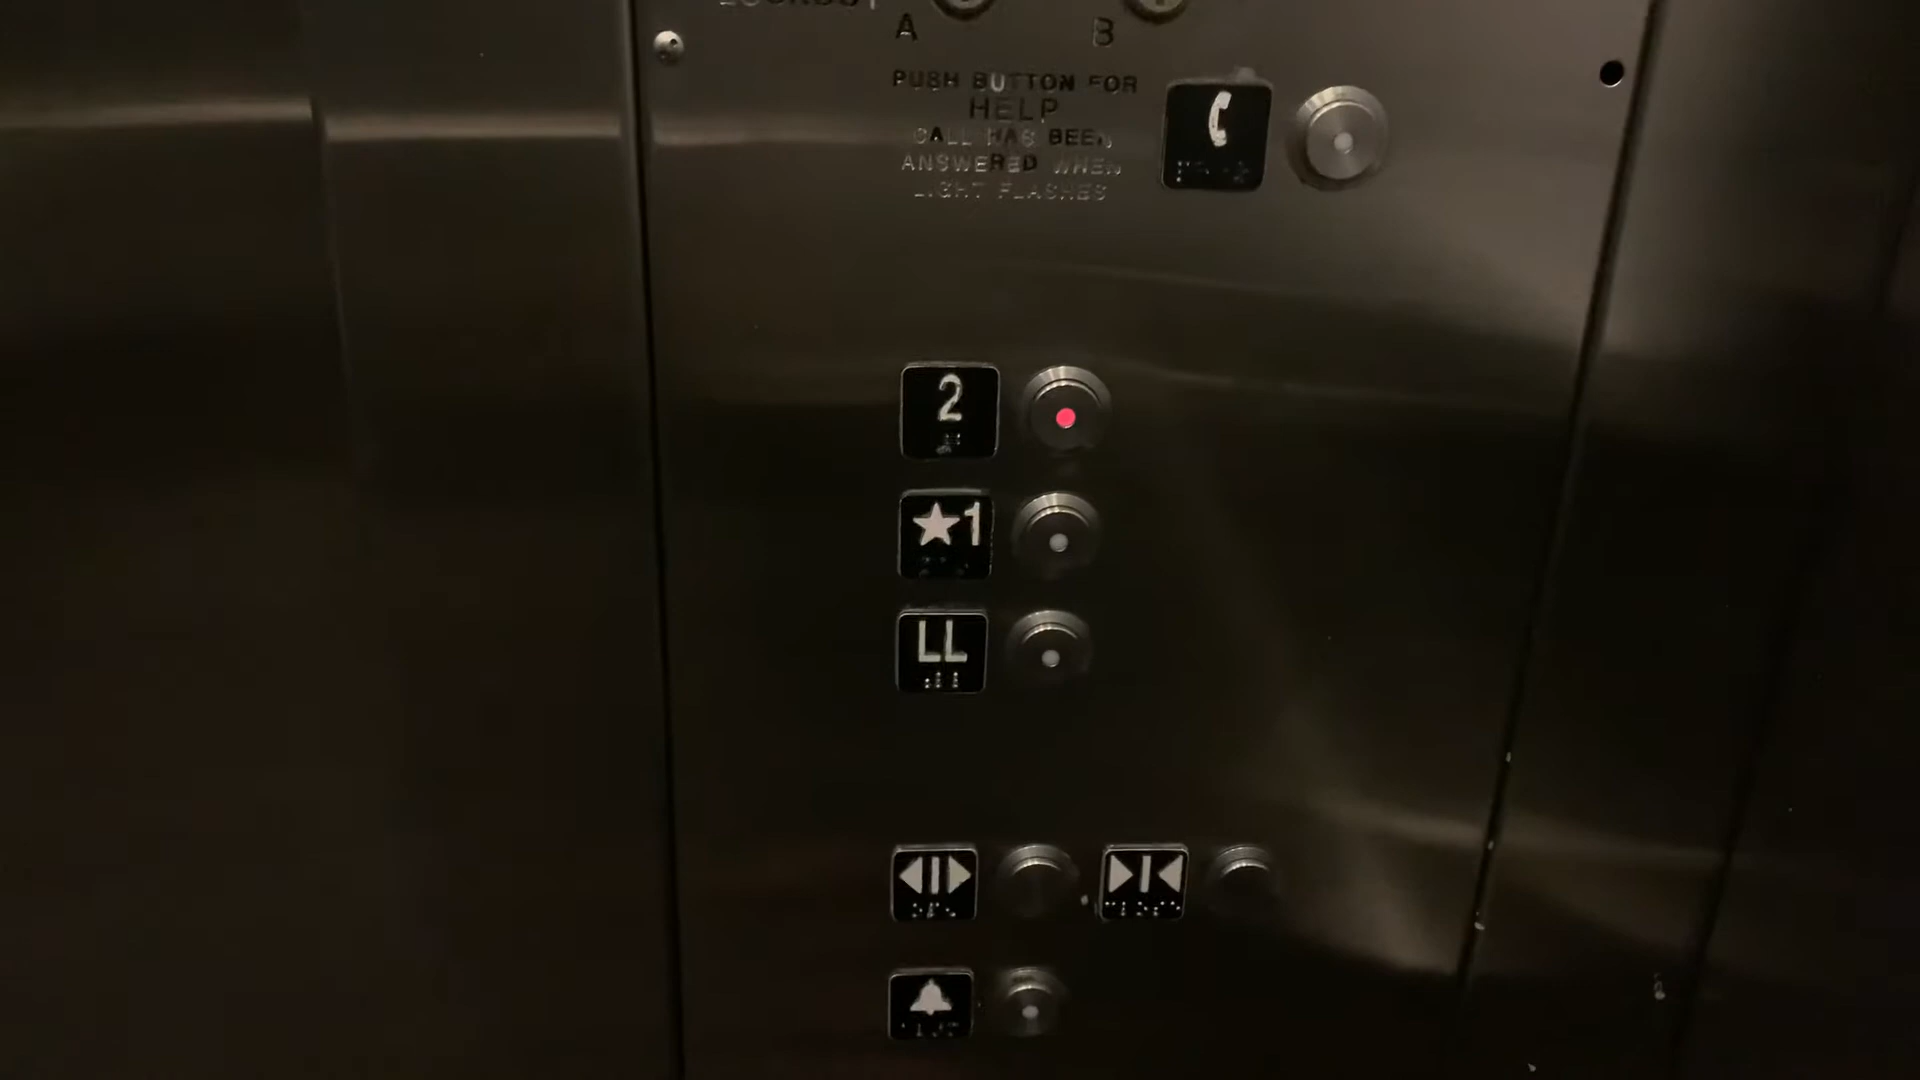 A B
PUSH BUTTON FOR
HELP
CALL HAS BEEN
ANSWERED WHEN
LIGHT FLASHES
2
★1
LL